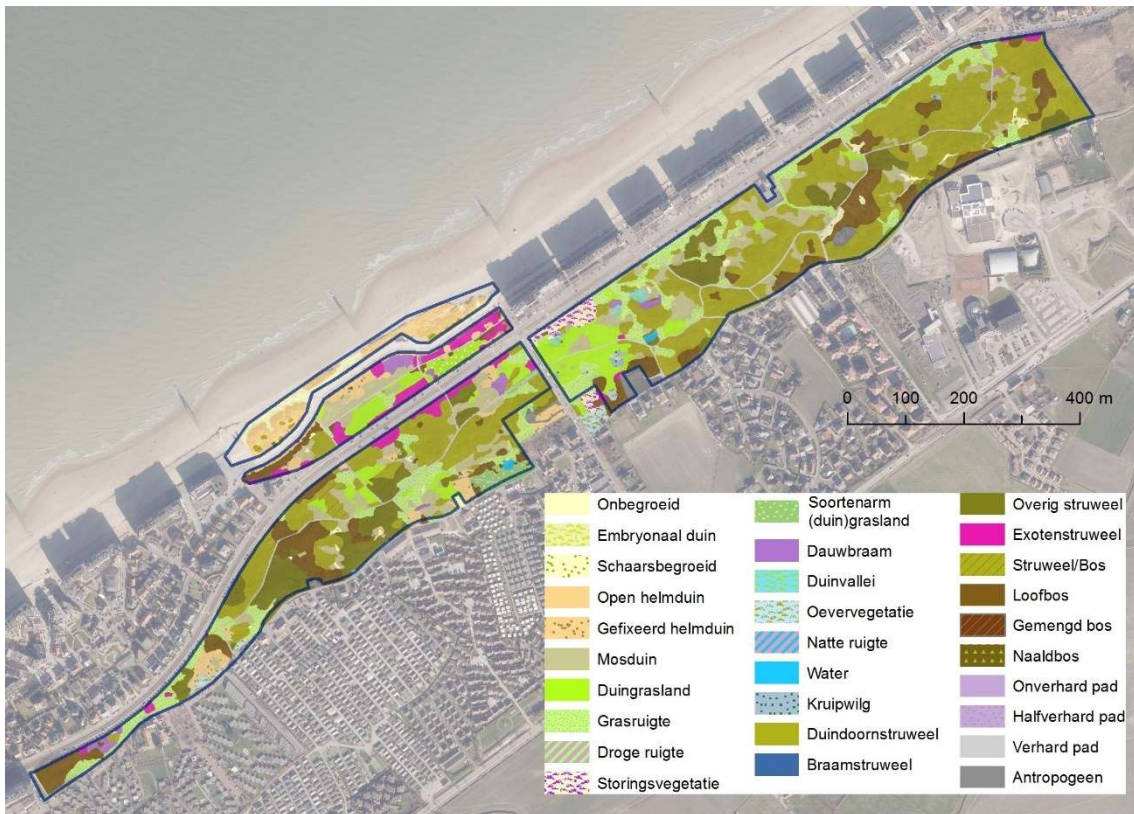 0 100 200 400 m
Onbegroeid
Embryonaal duin
Schaarsbegroeid
Open helmduin
Gefixeerd helmduin
Mosduin
Duingrasland
Grasruigte
Droge ruigte
Storingsvegetatie
Soortenarm
(duin)grasland
Dauwbraam
Duinvallei
Oevervegetatie
Natte ruigte
Water
Kruipwilg
Duindoornstruweel
Braamstruweel
Overig struweel
Exotenstruweel
Struweel/Bos
Loofbos
Gemengd bos
Naaldbos
Onverhard pad
Halfverhard pad
Verhard pad
Antropogeen